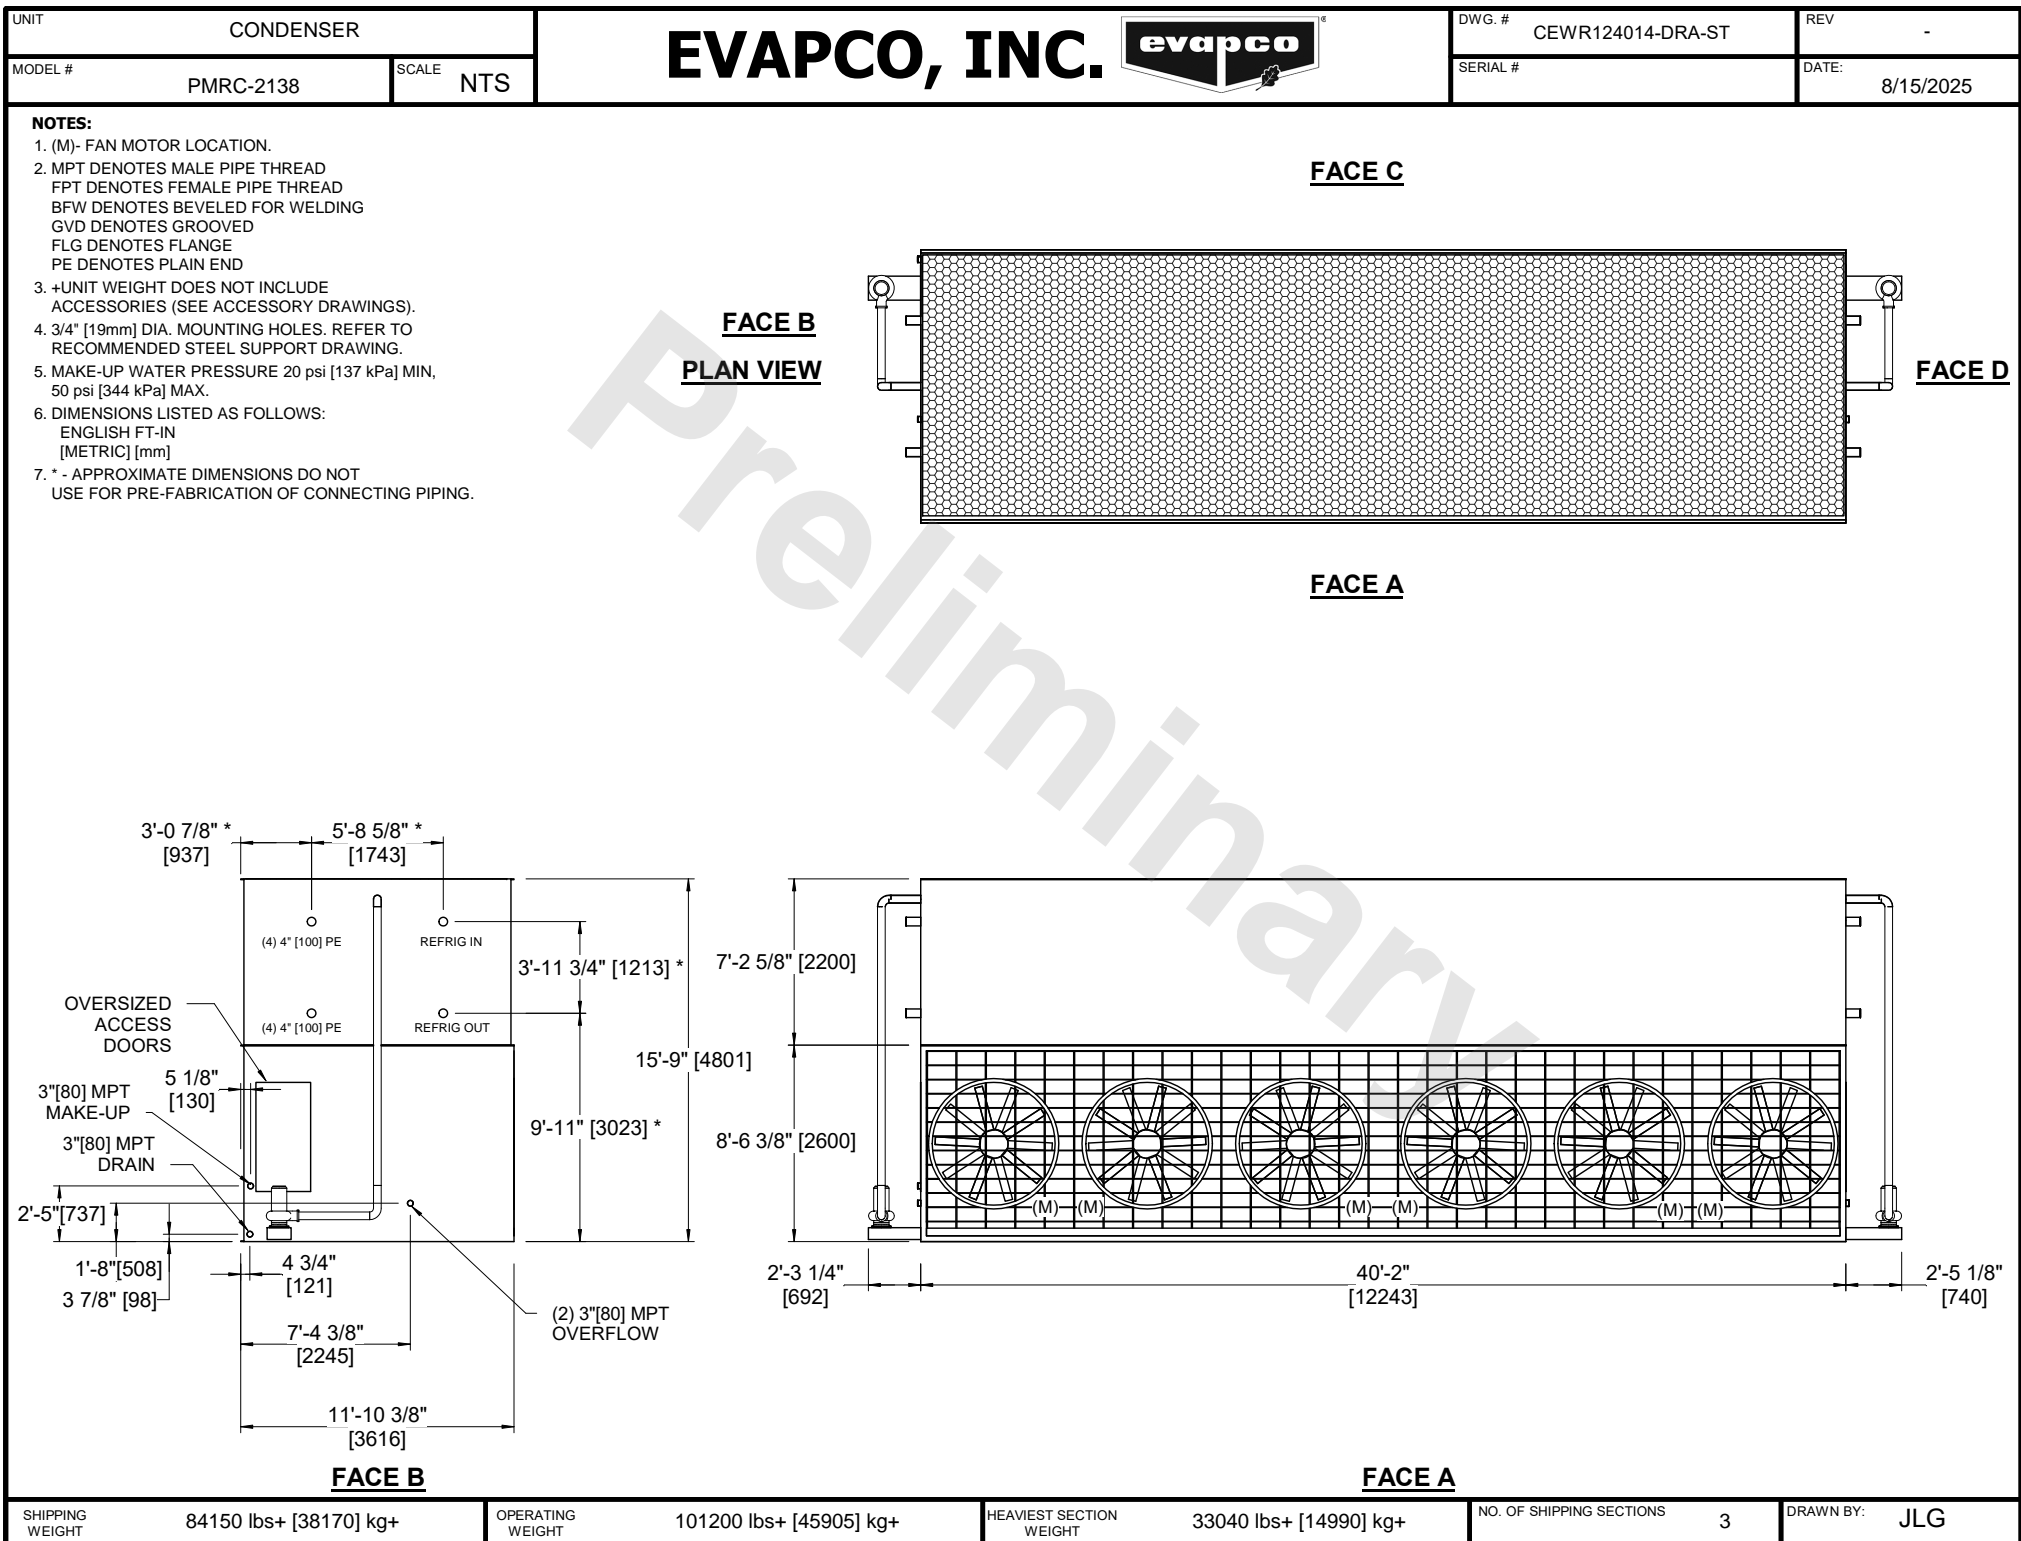 UNIT
CONDENSER
MODEL #
PMRC-2138
SCALE
NTS
EVAPCO, INC.
evapco
®
DWG. #
CEWR124014-DRA-ST
REV
-
SERIAL #
DATE:
8/15/2025
NOTES:
1. (M)- FAN MOTOR LOCATION.
2. MPT DENOTES MALE PIPE THREAD
FPT DENOTES FEMALE PIPE THREAD
BFW DENOTES BEVELED FOR WELDING
GVD DENOTES GROOVED
FLG DENOTES FLANGE
PE DENOTES PLAIN END
3. +UNIT WEIGHT DOES NOT INCLUDE
ACCESSORIES (SEE ACCESSORY DRAWINGS).
4. 3/4" [19mm] DIA. MOUNTING HOLES. REFER TO
RECOMMENDED STEEL SUPPORT DRAWING.
5. MAKE-UP WATER PRESSURE 20 psi [137 kPa] MIN,
50 psi [344 kPa] MAX.
6. DIMENSIONS LISTED AS FOLLOWS:
ENGLISH FT-IN
[METRIC] [mm]
7. * - APPROXIMATE DIMENSIONS DO NOT
USE FOR PRE-FABRICATION OF CONNECTING PIPING.
FACE C
FACE B
PLAN VIEW
FACE D
FACE A
Preliminary
3'-0 7/8" *
[937]
5'-8 5/8" *
[1743]
(4) 4" [100] PE
REFRIG IN
3'-11 3/4" [1213] *
(4) 4" [100] PE
REFRIG OUT
OVERSIZED
ACCESS
DOORS
15'-9" [4801]
5 1/8"
[130]
3"[80] MPT
MAKE-UP
9'-11" [3023] *
3"[80] MPT
DRAIN
2'-5"[737]
1'-8"[508]
3 7/8" [98]
4 3/4"
[121]
(2) 3"[80] MPT
OVERFLOW
7'-4 3/8"
[2245]
11'-10 3/8"
[3616]
FACE B
7'-2 5/8" [2200]
8'-6 3/8" [2600]
(M) (M) (M) (M) (M) (M)
2'-3 1/4"
[692]
40'-2"
[12243]
2'-5 1/8"
[740]
FACE A
SHIPPING
WEIGHT
84150 lbs+ [38170] kg+
OPERATING
WEIGHT
101200 lbs+ [45905] kg+
HEAVIEST SECTION
WEIGHT
33040 lbs+ [14990] kg+
NO. OF SHIPPING SECTIONS
3
DRAWN BY:
JLG